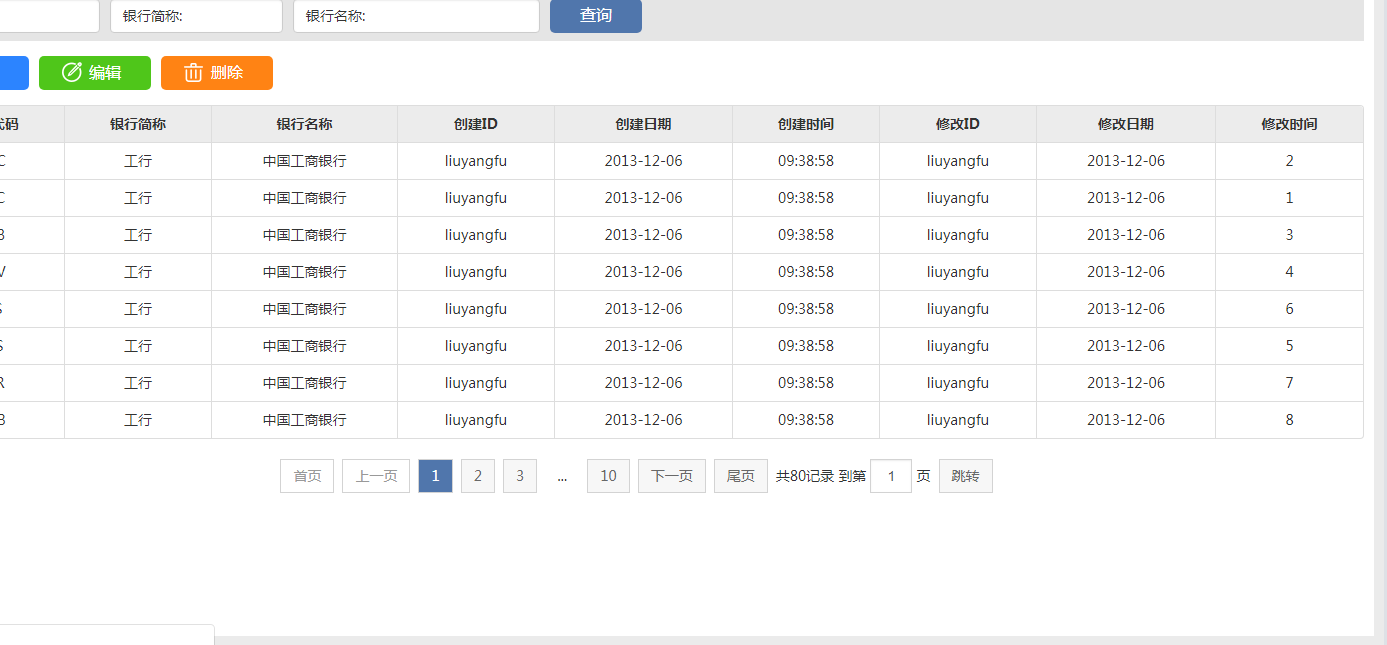 银行简称: 银行名称: 查询
编辑 删除
代码 银行简称 银行名称 创建ID 创建日期 创建时间 修改ID 修改日期 修改时间
C 工行 中国工商银行 liuyangfu 2013-12-06 09:38:58 liuyangfu 2013-12-06 2
C 工行 中国工商银行 liuyangfu 2013-12-06 09:38:58 liuyangfu 2013-12-06 1
B 工行 中国工商银行 liuyangfu 2013-12-06 09:38:58 liuyangfu 2013-12-06 3
工行 中国工商银行 liuyangfu 2013-12-06 09:38:58 liuyangfu 2013-12-06 4
S 工行 中国工商银行 liuyangfu 2013-12-06 09:38:58 liuyangfu 2013-12-06 6
S 工行 中国工商银行 liuyangfu 2013-12-06 09:38:58 liuyangfu 2013-12-06 5
R 工行 中国工商银行 liuyangfu 2013-12-06 09:38:58 liuyangfu 2013-12-06 7
B 工行 中国工商银行 liuyangfu 2013-12-06 09:38:58 liuyangfu 2013-12-06 8
首页 上一页 1 2 3 ... 10 下一页 尾页 共80记录 到第 1 页 跳转